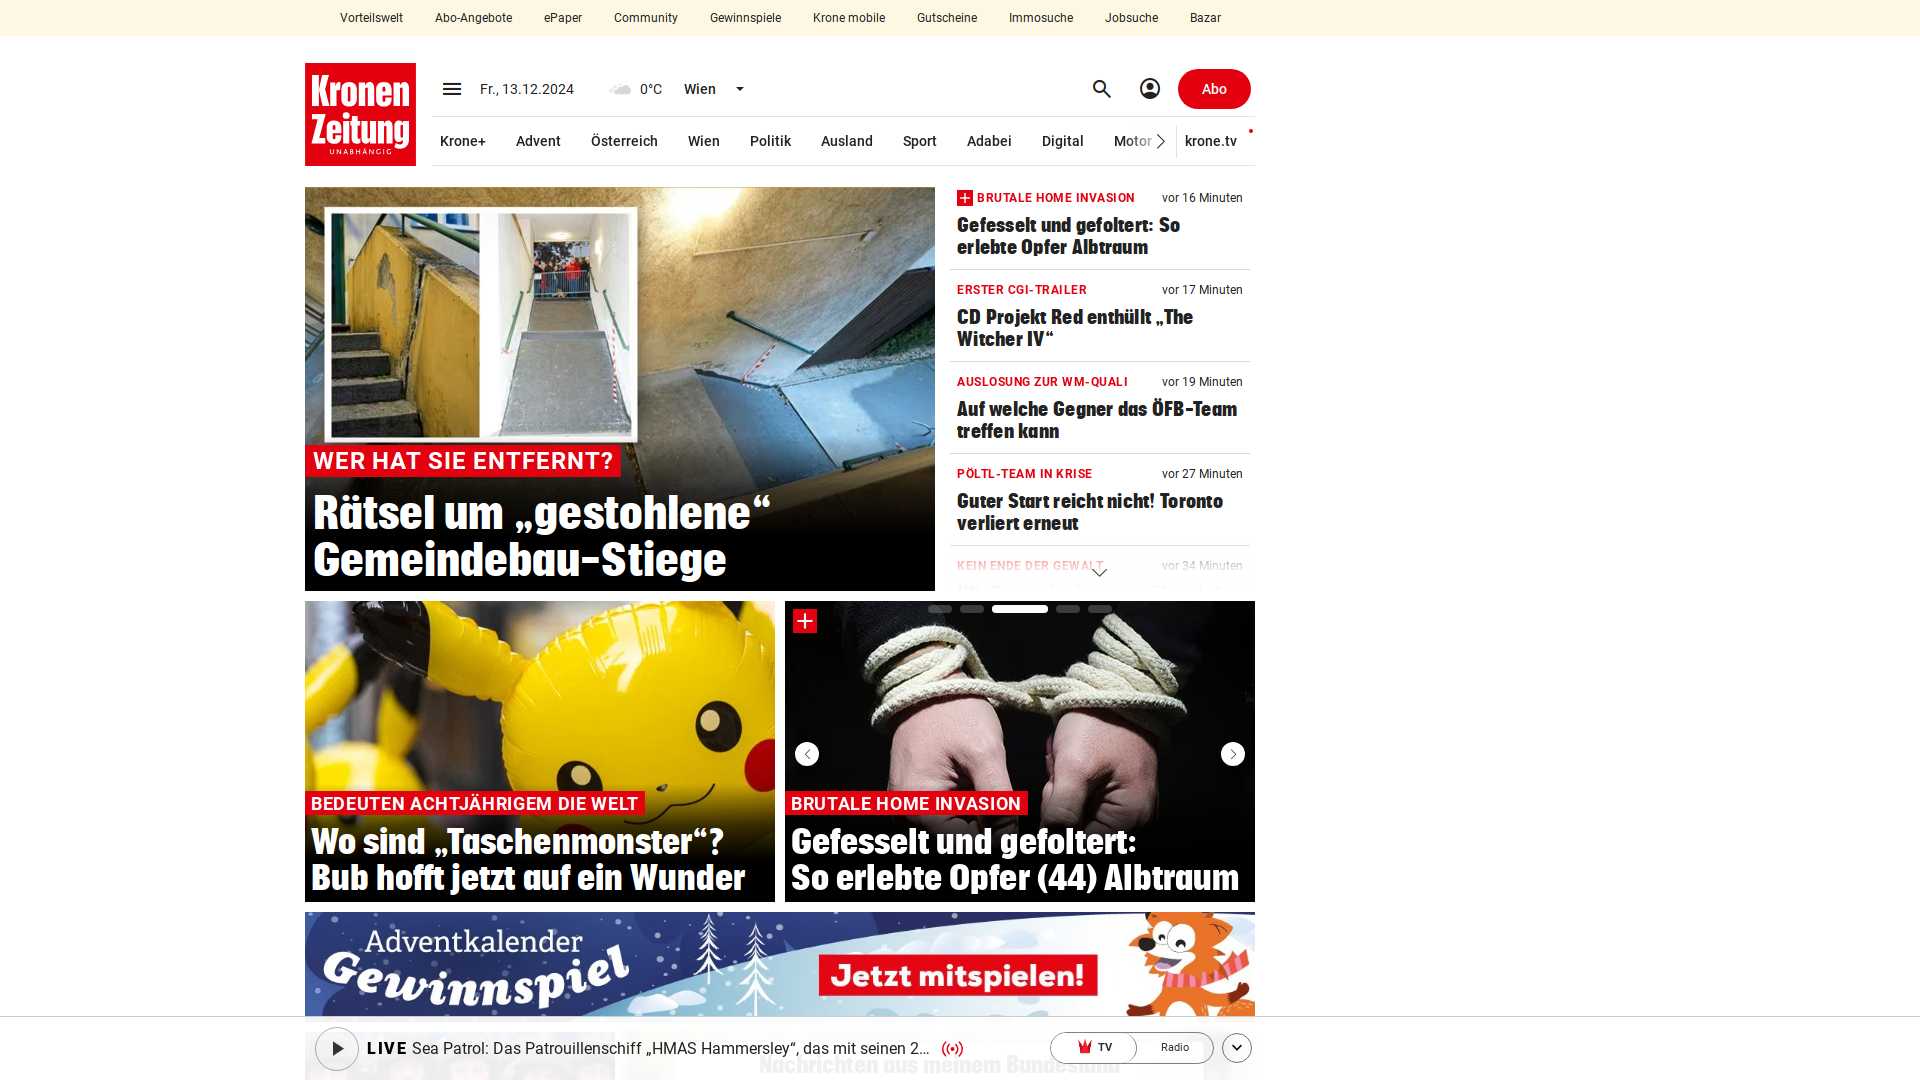 Vorteilswelt
Abo-Angebote
ePaper
Community
Gewinnspiele
Krone mobile
Gutscheine
Immosuche
Jobsuche
Bazar
Kronen
Zeitung
UNABHÄNGIG
Fr., 13.12.2024
0°C
Wien
Abo
Krone+
Advent
Österreich
Wien
Politik
Ausland
Sport
Adabei
Digital
Motor
krone.tv
WER HAT SIE ENTFERNT?
Rätsel um „gestohlene“
Gemeindebau-Stiege
BRUTALE HOME INVASION
vor 16 Minuten
Gefesselt und gefoltert: So
erlebte Opfer Albtraum
ERSTER CGI-TRAILER
vor 17 Minuten
CD Projekt Red enthüllt „The
Witcher IV“
AUSLOSUNG ZUR WM-QUALI
vor 19 Minuten
Auf welche Gegner das ÖFB-Team
treffen kann
PÖLTL-TEAM IN KRISE
vor 27 Minuten
Guter Start reicht nicht! Toronto
verliert erneut
KEIN ENDE DER GEWALT
vor 34 Minuten
BEDEUTEN ACHTJÄHRIGEM DIE WELT
Wo sind „Taschenmonster“?
Bub hofft jetzt auf ein Wunder
BRUTALE HOME INVASION
Gefesselt und gefoltert:
So erlebte Opfer (44) Albtraum
Adventkalender
Gewinnspiel
Jetzt mitspielen!
LIVE Sea Patrol: Das Patrouillenschiff „HMAS Hammersley“, das mit seinen 2...
TV
Radio
Nachrichten aus meinem Bundesland